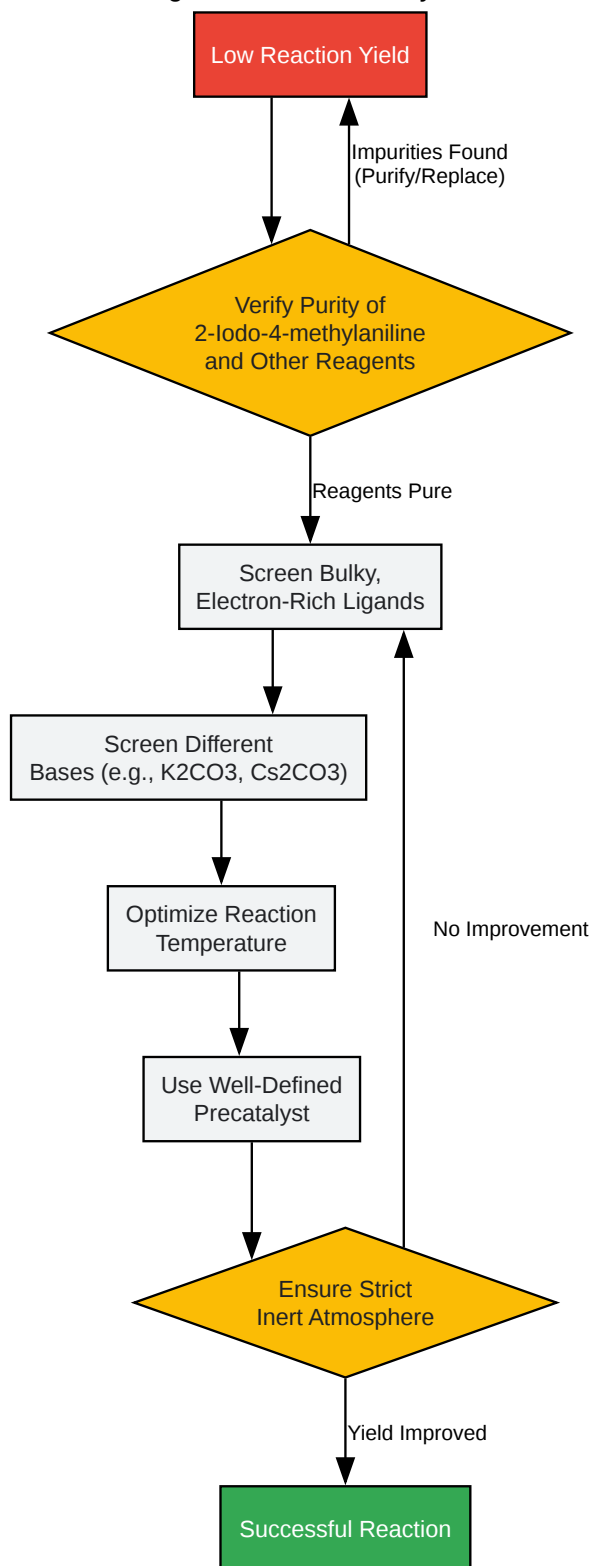 Low Reaction Yield
Impurities Found
(Purify/Replace)
Verify Purity of
2-Iodo-4-methylaniline
and Other Reagents
Reagents Pure
Screen Bulky,
Electron-Rich Ligands
Screen Different
Bases (e.g., K2CO3, Cs2CO3)
Optimize Reaction
Temperature
No Improvement
Use Well-Defined
Precatalyst
Ensure Strict
Inert Atmosphere
Yield Improved
Successful Reaction